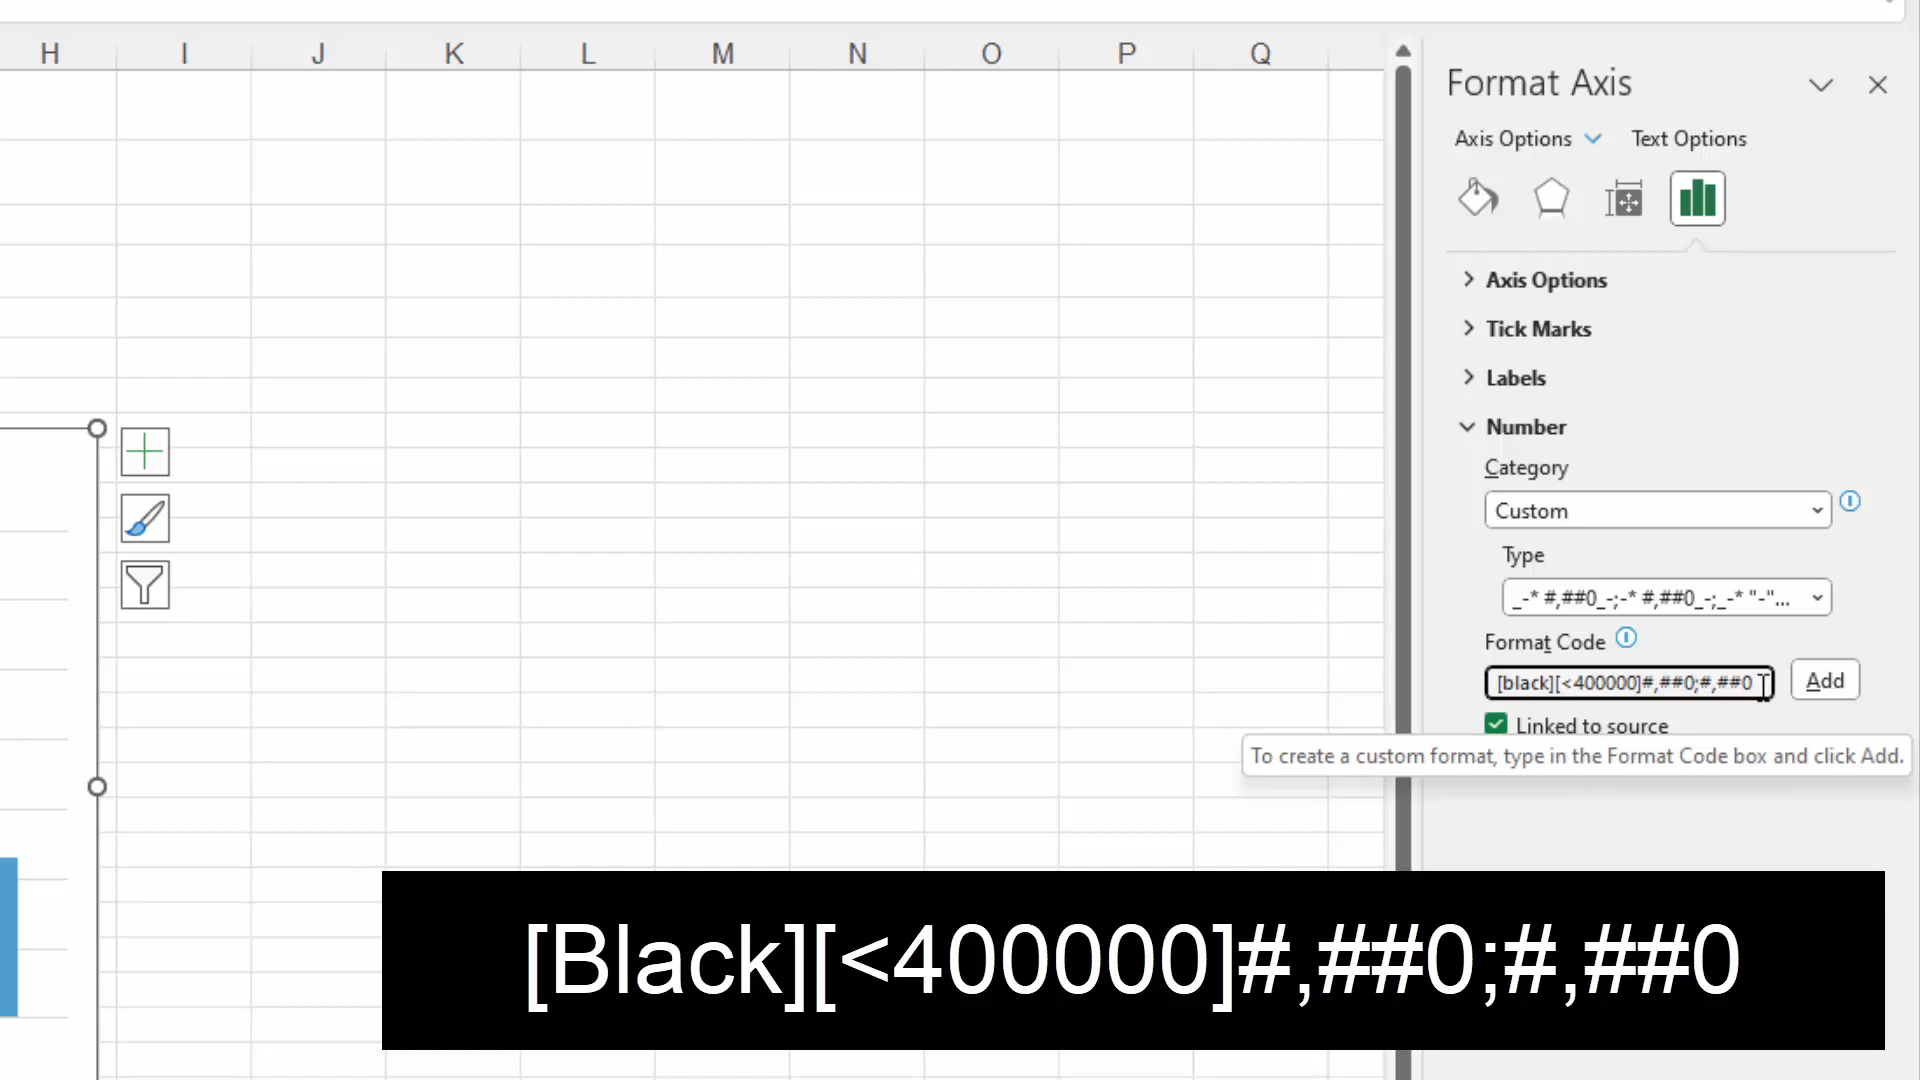 H I J K L M N O P Q
Format Axis
Axis Options Text Options
Axis Options
Tick Marks
Labels
Number
Category
Custom
Type
_-* #,##0_-;-* #,##0_-;_-* "-"...
Format Code
[black][<400000]#,##0;#,##0
Add
Linked to source
To create a custom format, type in the Format Code box and click Add.
[Black][<400000]#,##0;#,##0